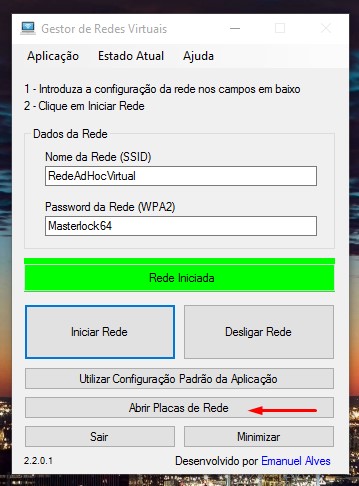 Gestor de Redes Virtuais
Aplicação Estado Atual Ajuda
1 - Introduza a configuração da rede nos campos em baixo
2 - Clique em Iniciar Rede
Dados da Rede
Nome da Rede (SSID)
RedeAdHocVirtual
Password da Rede (WPA2)
Masterlock64
Rede Iniciada
Iniciar Rede Desligar Rede
Utilizar Configuração Padrão da Aplicação
Abrir Placas de Rede
Sair Minimizar
2.2.0.1 Desenvolvido por Emanuel Alves